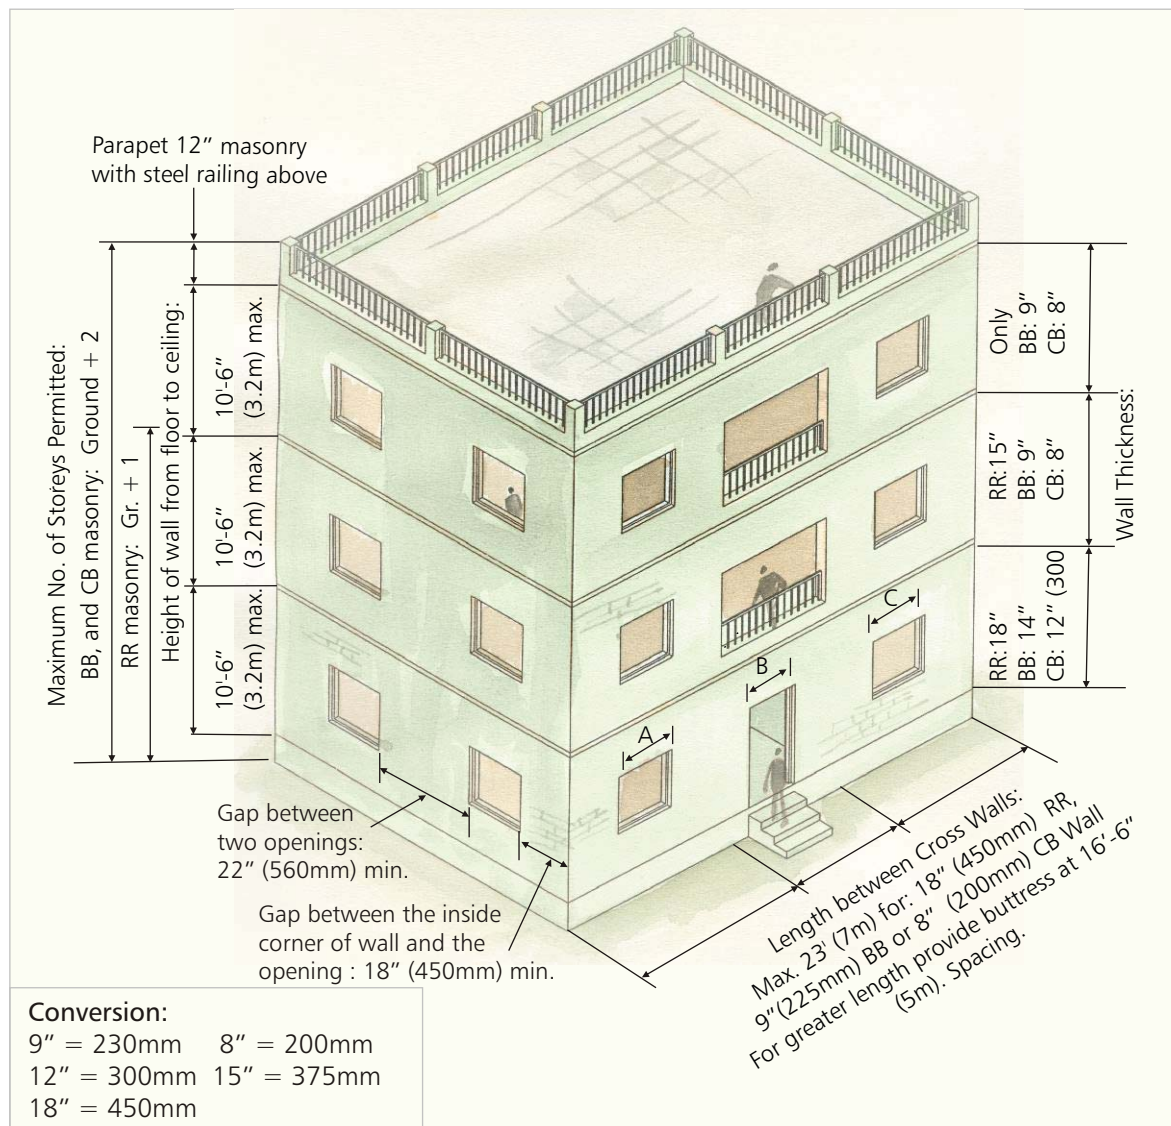 Parapet 12” masonry
with steel railing above
Maximum No. of Storeys Permitted:
BB, and CB masonry: Ground + 2
RR masonry: Gr. + 1
Height of wall from floor to ceiling:
10'-6”
(3.2m) max.
10'-6”
(3.2m) max.
10'-6”
(3.2m) max.
Only
BB: 9”
CB: 8”
RR:15”
BB: 9”
CB: 8”
RR:18”
BB: 14”
CB: 12” (300
Wall Thickness:
A
B
C
Gap between
two openings:
22” (560mm) min.
Gap between the inside
corner of wall and the
opening : 18” (450mm) min.
Length between Cross Walls:
Max. 23' (7m) for: 18” (450mm) RR,
9”(225mm) BB or 8” (200mm) CB Wall
For greater length provide buttress at 16'-6”
(5m). Spacing.
Conversion:
9” = 230mm 8” = 200mm
12” = 300mm 15” = 375mm
18” = 450mm